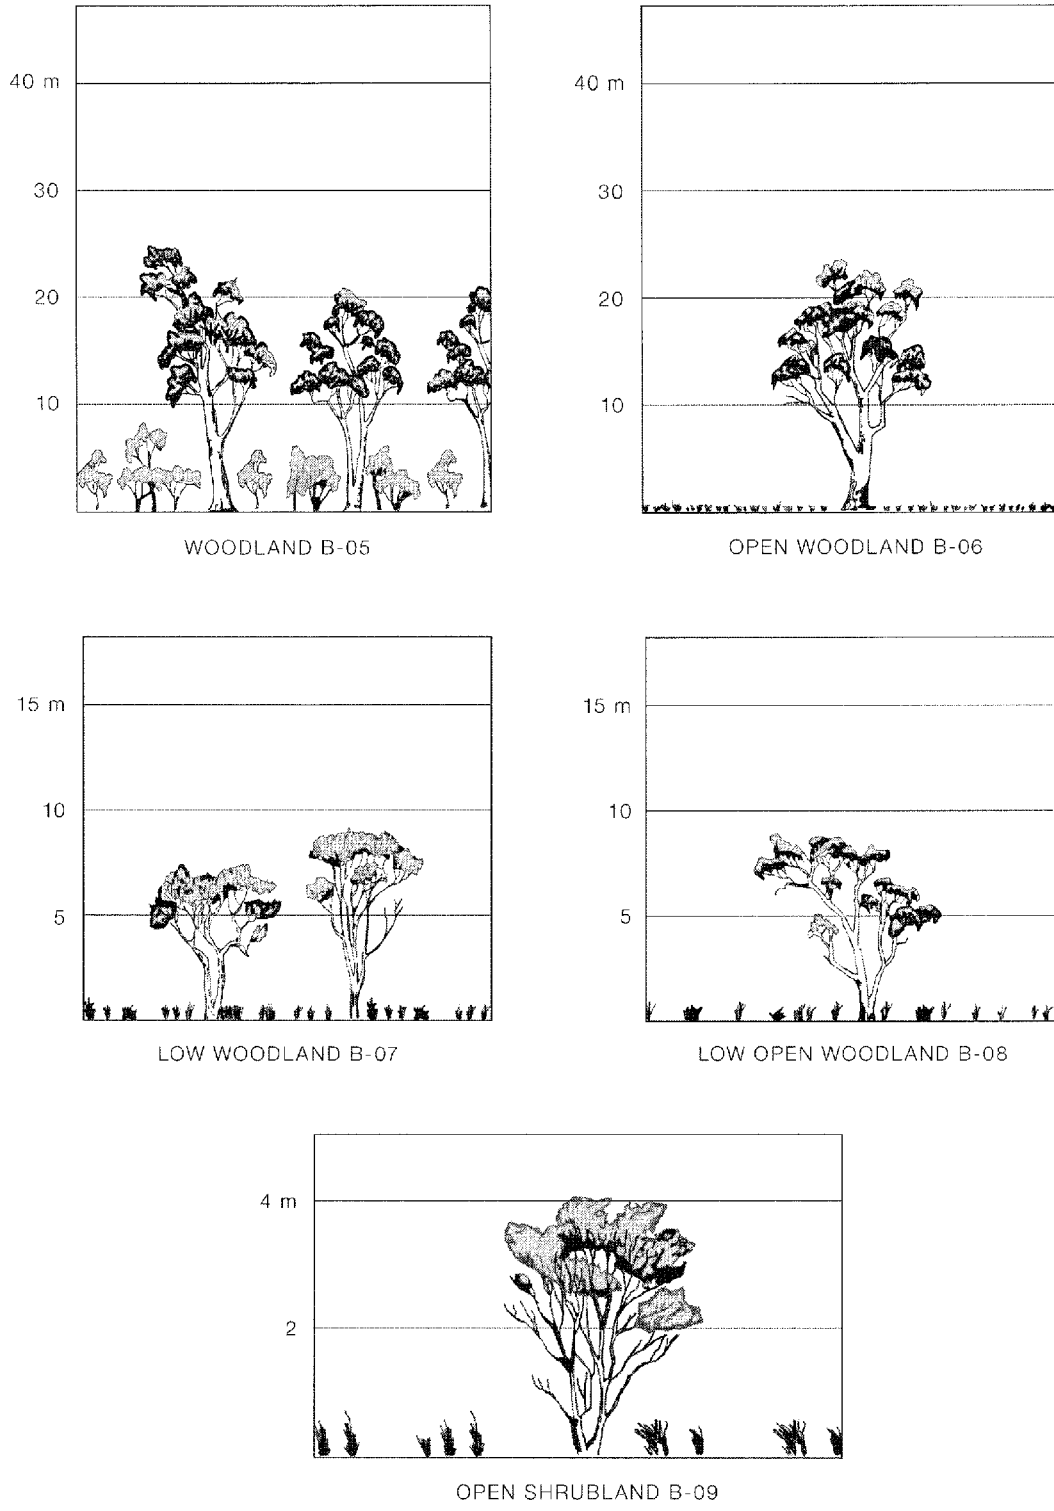 40 m
30
20
10
WOODLAND B-05
40 m
30
20
10
OPEN WOODLAND B-06
15 m
10
5
LOW WOODLAND B-07
15 m
10
5
LOW OPEN WOODLAND B-08
4 m
2
OPEN SHRUBLAND B-09